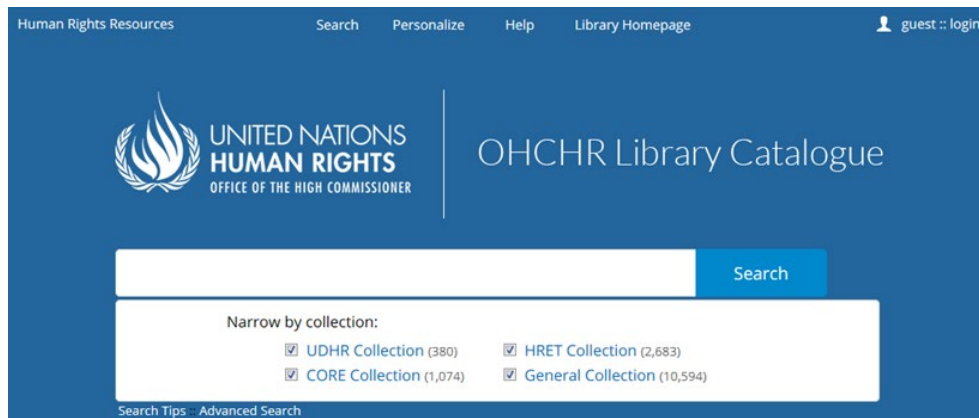 Human Rights Resources Search Personalize Help Library Homepage guest :: login
UNITED NATIONS
HUMAN RIGHTS
OFFICE OF THE HIGH COMMISSIONER
OHCHR Library Catalogue
Search
Narrow by collection:
UDHR Collection (380) HRET Collection (2,683)
CORE Collection (1,074) General Collection (10,594)
Search Tips :: Advanced Search